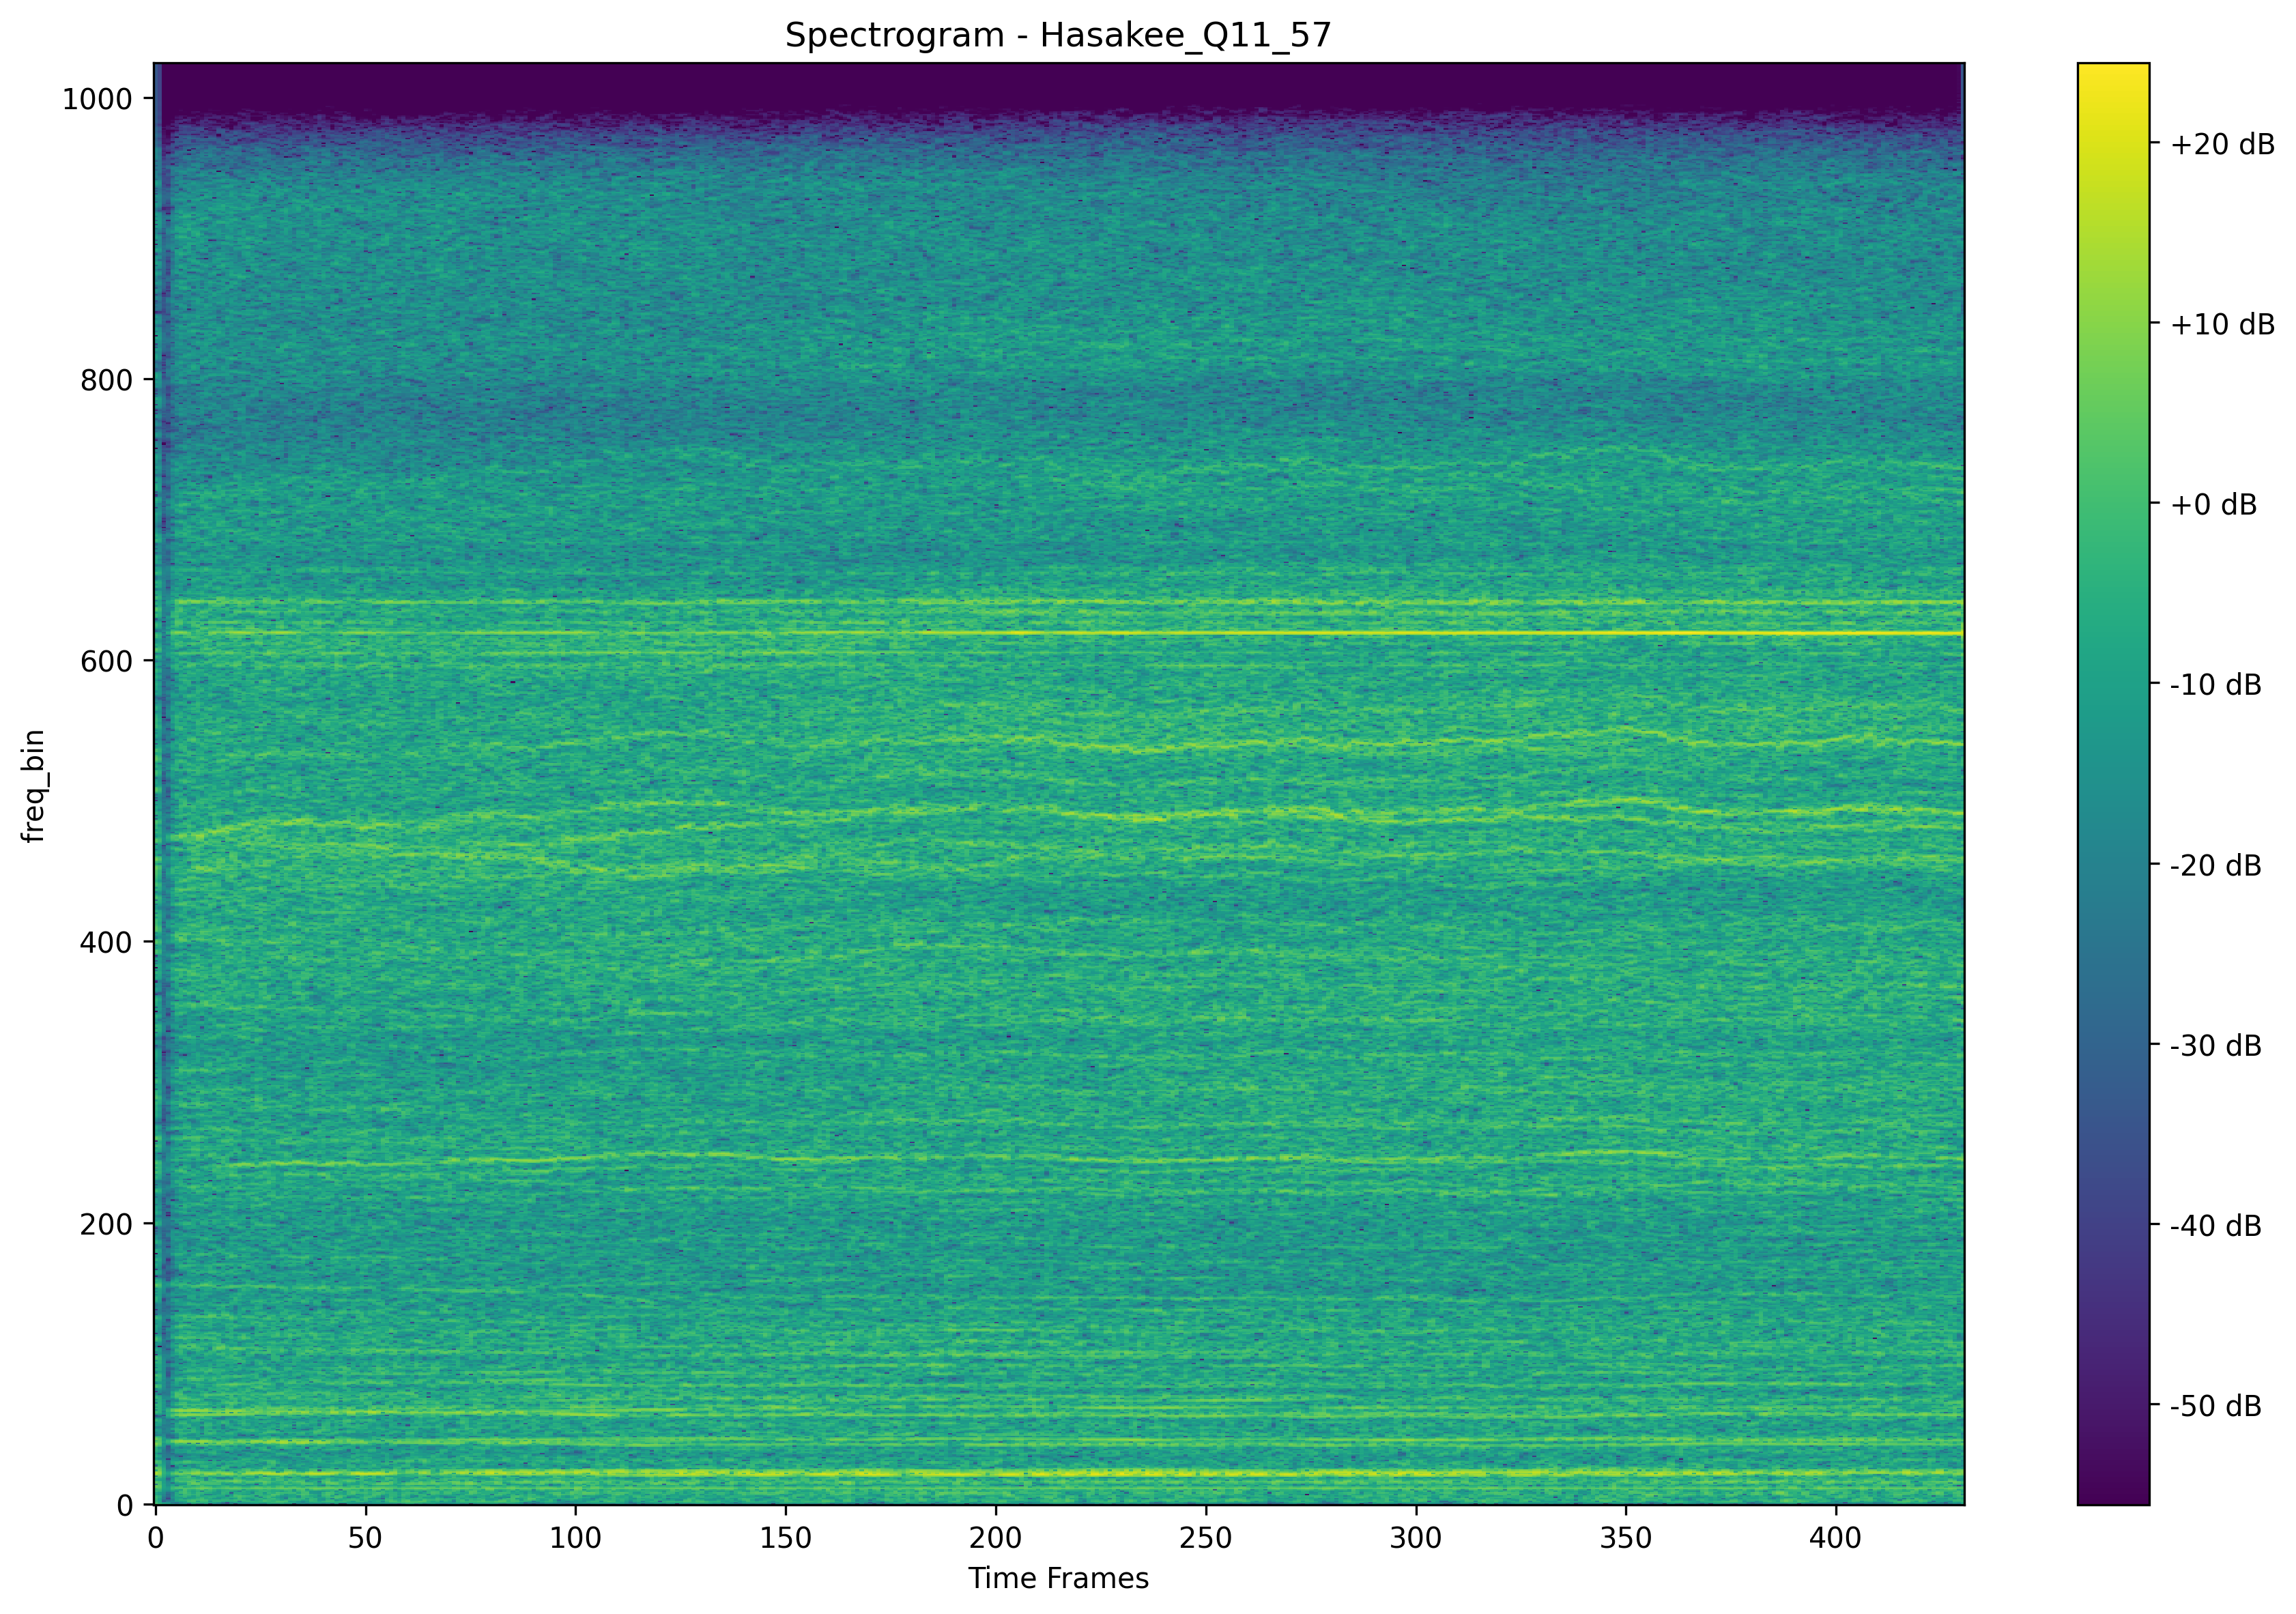 Spectrogram - Hasakee_Q11_57
freq_bin
1000
800
600
400
200
0
0 50 100 150 200 250 300 350 400
Time Frames
+20 dB
+10 dB
+0 dB
-10 dB
-20 dB
-30 dB
-40 dB
-50 dB